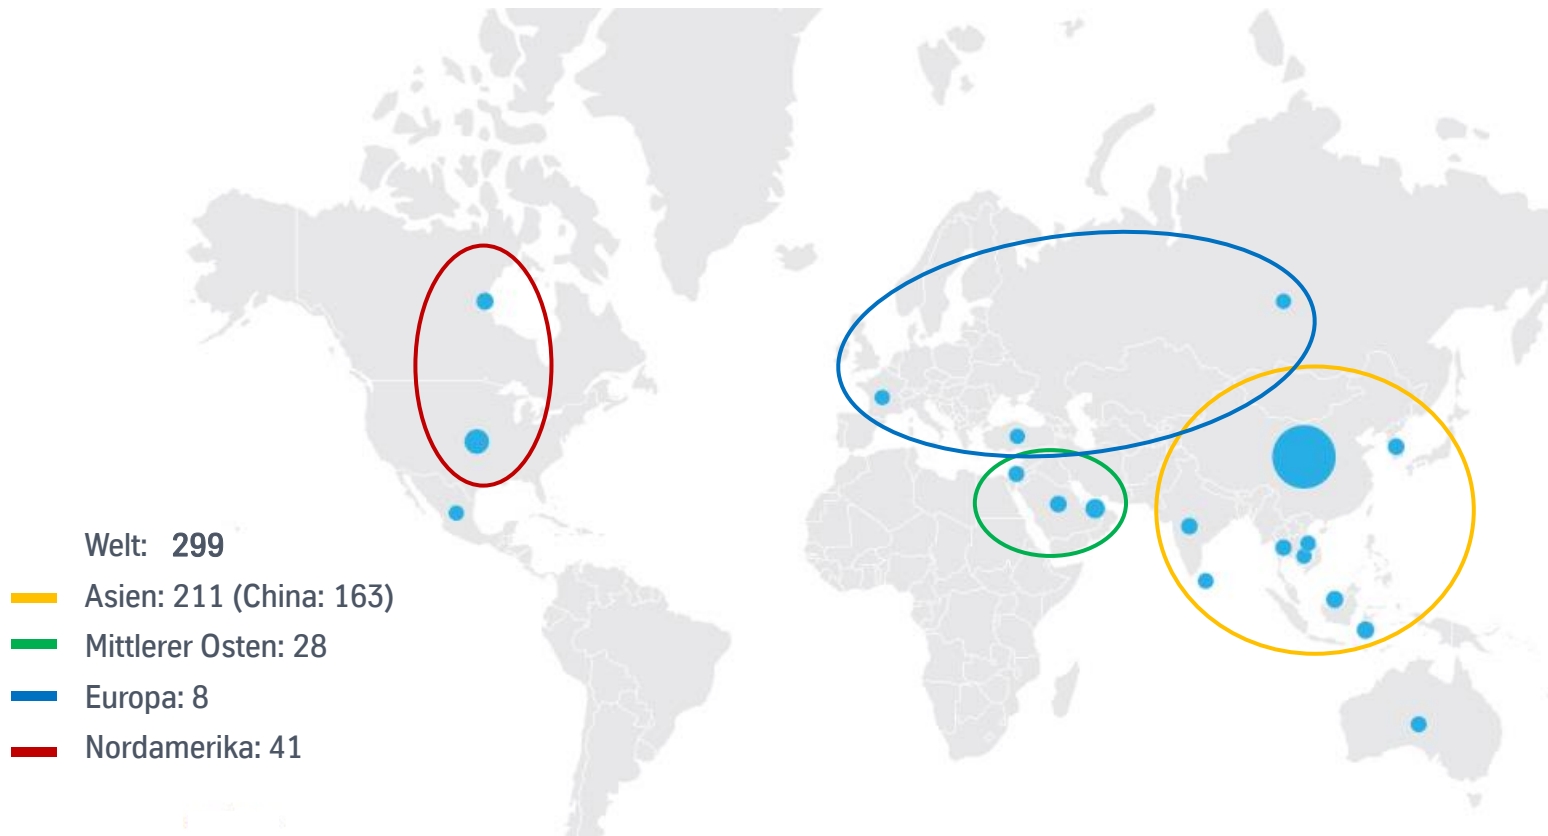 Welt: 299
Asien: 211 (China: 163)
Mittlerer Osten: 28
Europa: 8
Nordamerika: 41